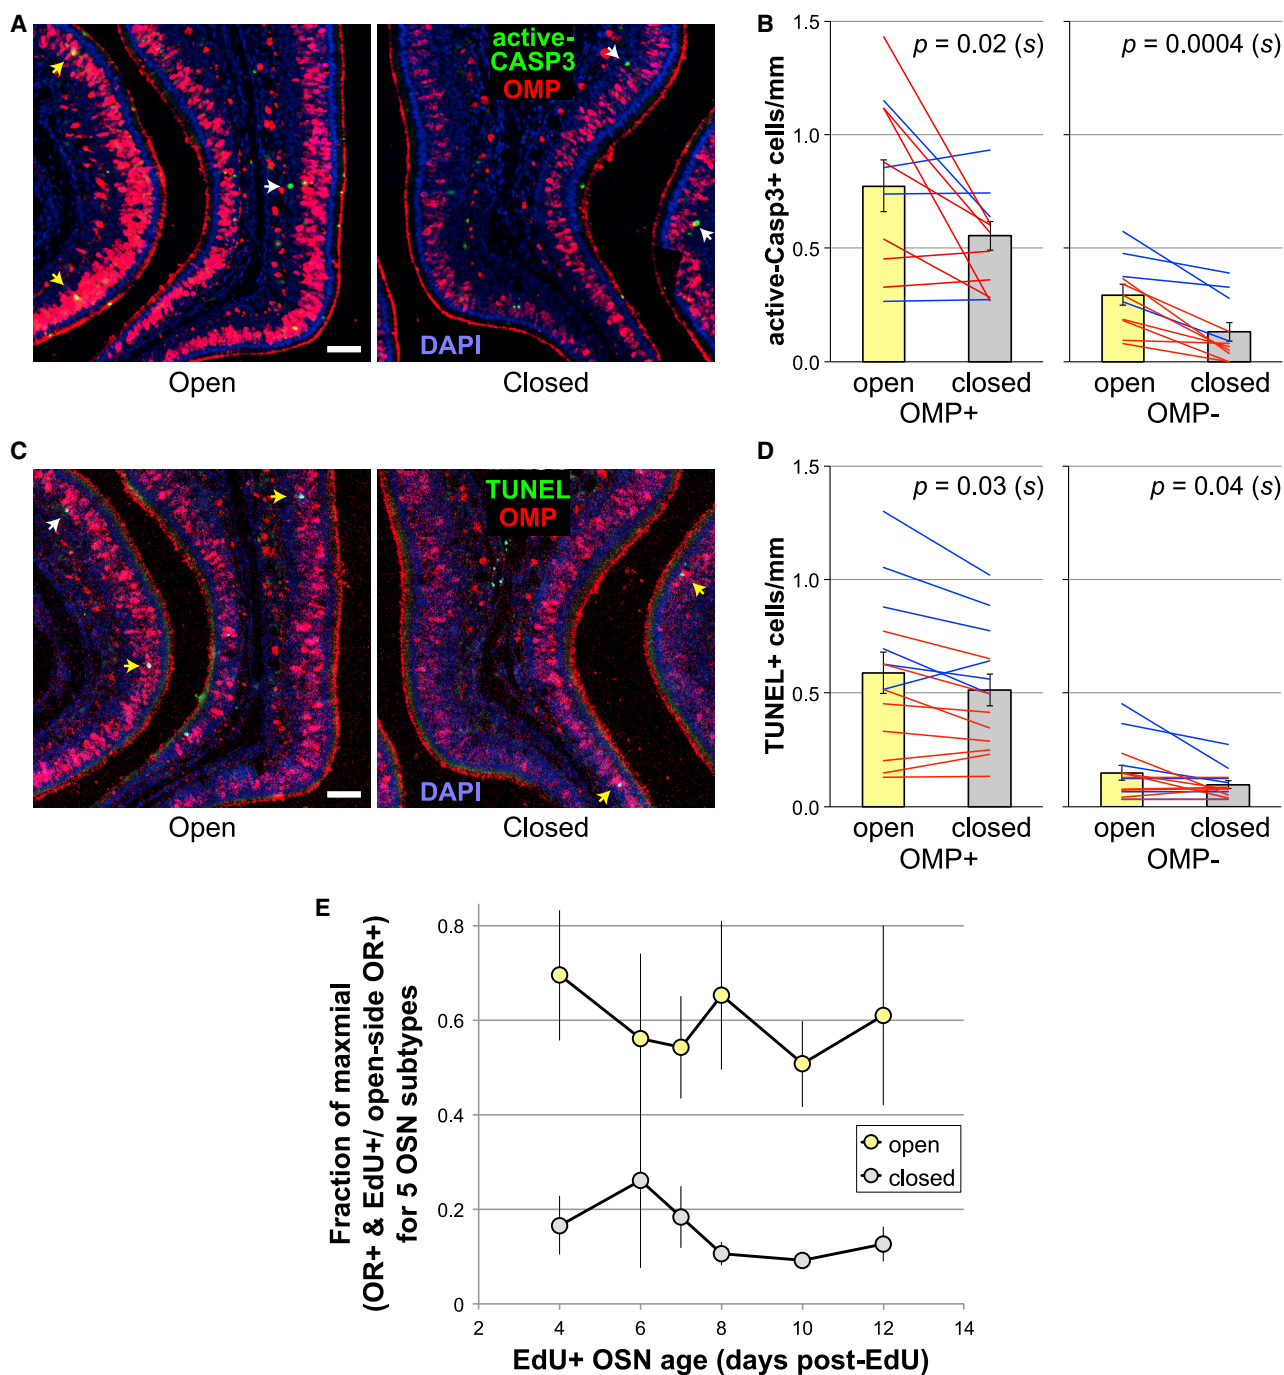 A
active-
CASP3
OMP
DAPI
Open
Closed
B
active-Casp3+ cells/mm
1.5
1.0
0.5
0.0
p = 0.02 (s)
p = 0.0004 (s)
open
closed
open
closed
OMP+
OMP-
C
TUNEL
OMP
DAPI
Open
Closed
D
TUNEL+ cells/mm
1.5
1.0
0.5
0.0
p = 0.03 (s)
p = 0.04 (s)
open
closed
open
closed
OMP+
OMP-
E
Fraction of maxmial
(OR+ & EdU+/ open-side OR+)
for 5 OSN subtypes
0.8
0.6
0.4
0.2
0
open
closed
2
4
6
8
10
12
14
EdU+ OSN age (days post-EdU)